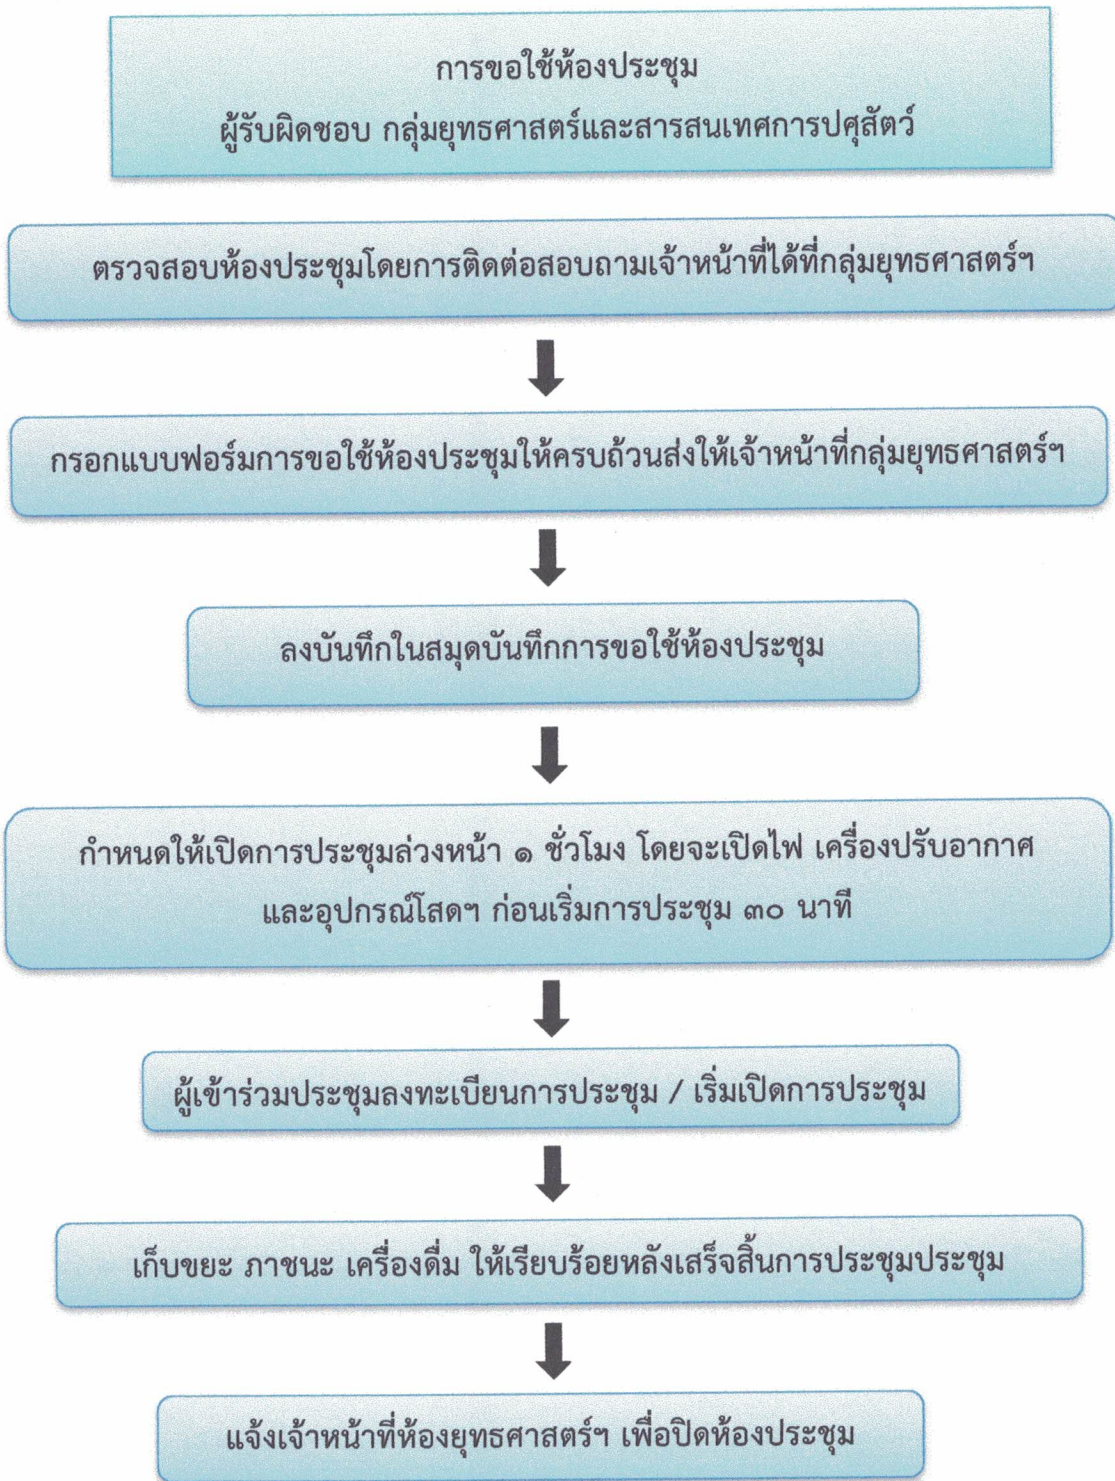 การขอใช้ห้องประชุม
ผู้รับผิดชอบ กลุ่มยุทธศาสตร์และสารสนเทศการปศุสัตว์
ตรวจสอบห้องประชุมโดยการติดต่อสอบถามเจ้าหน้าที่ได้ที่กลุ่มยุทธศาสตร์ฯ
กรอกแบบฟอร์มการขอใช้ห้องประชุมให้ครบถ้วนส่งให้เจ้าหน้าที่กลุ่มยุทธศาสตร์ฯ
ลงบันทึกในสมุดบันทึกการขอใช้ห้องประชุม
กำหนดให้เปิดการประชุมล่วงหน้า ๑ ชั่วโมง โดยจะเปิดไฟ เครื่องปรับอากาศ
และอุปกรณ์โสดฯ ก่อนเริ่มการประชุม ๓๐ นาที
ผู้เข้าร่วมประชุมลงทะเบียนการประชุม / เริ่มเปิดการประชุม
เก็บขยะ ภาชนะ เครื่องดื่ม ให้เรียบร้อยหลังเสร็จสิ้นการประชุมประชุม
แจ้งเจ้าหน้าที่ห้องยุทธศาสตร์ฯ เพื่อปิดห้องประชุม